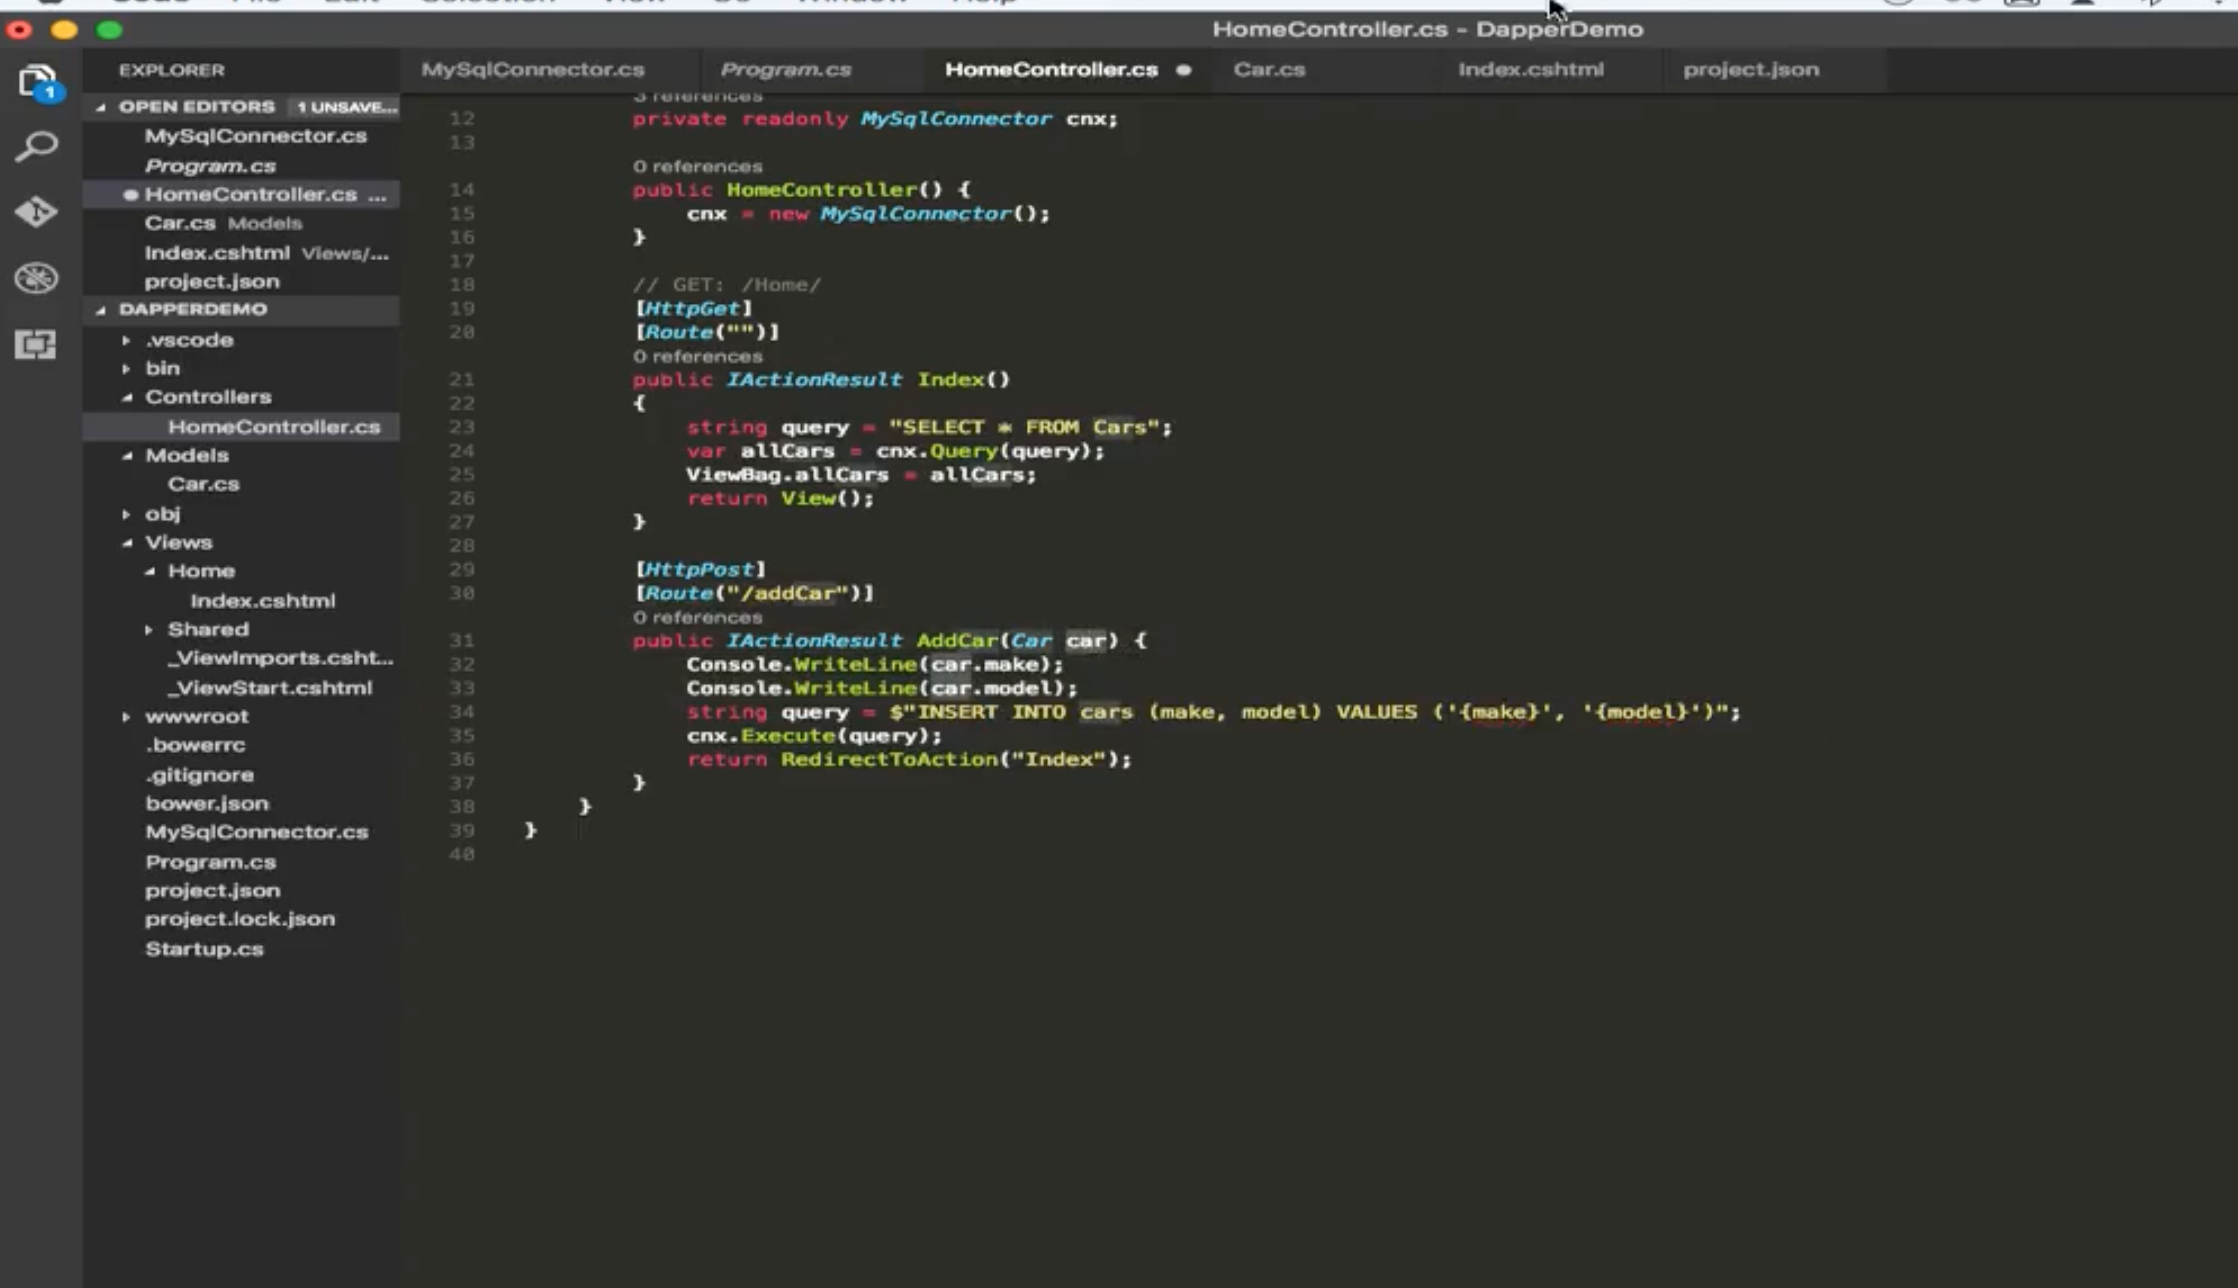 HomeController.cs - DapperDemo
EXPLORER
OPEN EDITORS 1 UNSAVE...
MySqlConnector.cs
Program.cs
HomeController.cs ...
Car.cs Models
Index.cshtml Views/...
project.json
DAPPERDEMO
.vscode
bin
Controllers
HomeController.cs
Models
Car.cs
obj
Views
Home
Index.cshtml
Shared
_ViewImports.csht...
_ViewStart.cshtml
wwwroot
.bowerrc
.gitignore
bower.json
MySqlConnector.cs
Program.cs
project.json
project.lock.json
Startup.cs
1
MySqlConnector.cs Program.cs HomeController.cs Car.cs Index.cshtml project.json
3 references
12 private readonly MySqlConnector cnx;
13
0 references
14 public HomeController() {
15 cnx = new MySqlConnector();
16 }
17
18 // GET: /Home/
19 [HttpGet]
20 [Route("")]
0 references
21 public IActionResult Index()
22 {
23 string query = "SELECT * FROM Cars";
24 var allCars = cnx.Query(query);
25 ViewBag.allCars = allCars;
26 return View();
27 }
28
29 [HttpPost]
30 [Route("/addCar")]
0 references
31 public IActionResult AddCar(Car car) {
32 Console.WriteLine(car.make);
33 Console.WriteLine(car.model);
34 string query = $"INSERT INTO cars (make, model) VALUES ('{make}', '{model}')";
35 cnx.Execute(query);
36 return RedirectToAction("Index");
37 }
38 }
39 }
40